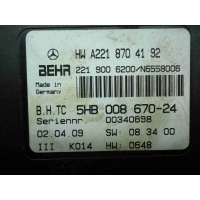 HW A221 870 41 92
BEHR 221 900 6200/N6558006
Made in
Germany
B.H.TC 5HB 008 670-24
Seriennr. 00340698
02.04.09 SW: 08 34 00
III K014 HW: 0648